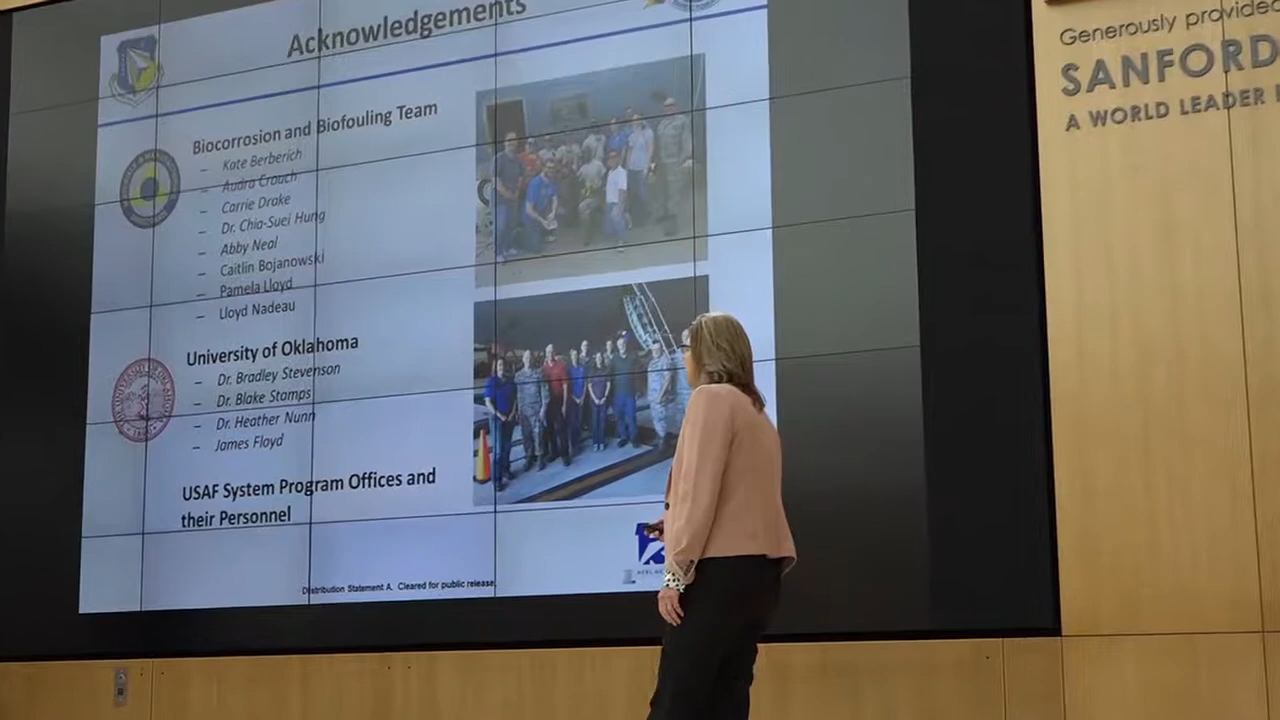 Acknowledgements
Biocorrosion and Biofouling Team
– Kate Berberich
– Audra Crouch
– Carrie Drake
– Dr. Chia-Suei Hung
– Abby Neal
– Caitlin Bojanowski
– Pamela Lloyd
– Lloyd Nadeau
University of Oklahoma
– Dr. Bradley Stevenson
– Dr. Blake Stamps
– Dr. Heather Nunn
– James Floyd
USAF System Program Offices and
their Personnel
Distribution Statement A. Cleared for public release.
Generously provided
SANFORD
A WORLD LEADER